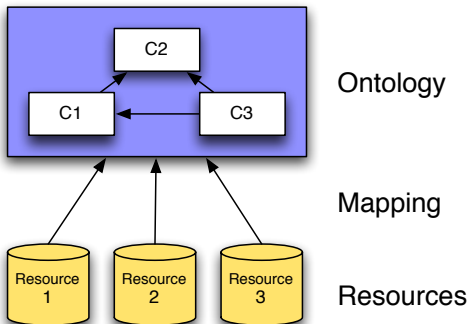 C2
Ontology
C1
C3
Mapping
Resource
1
Resource
2
Resource
3
Resources